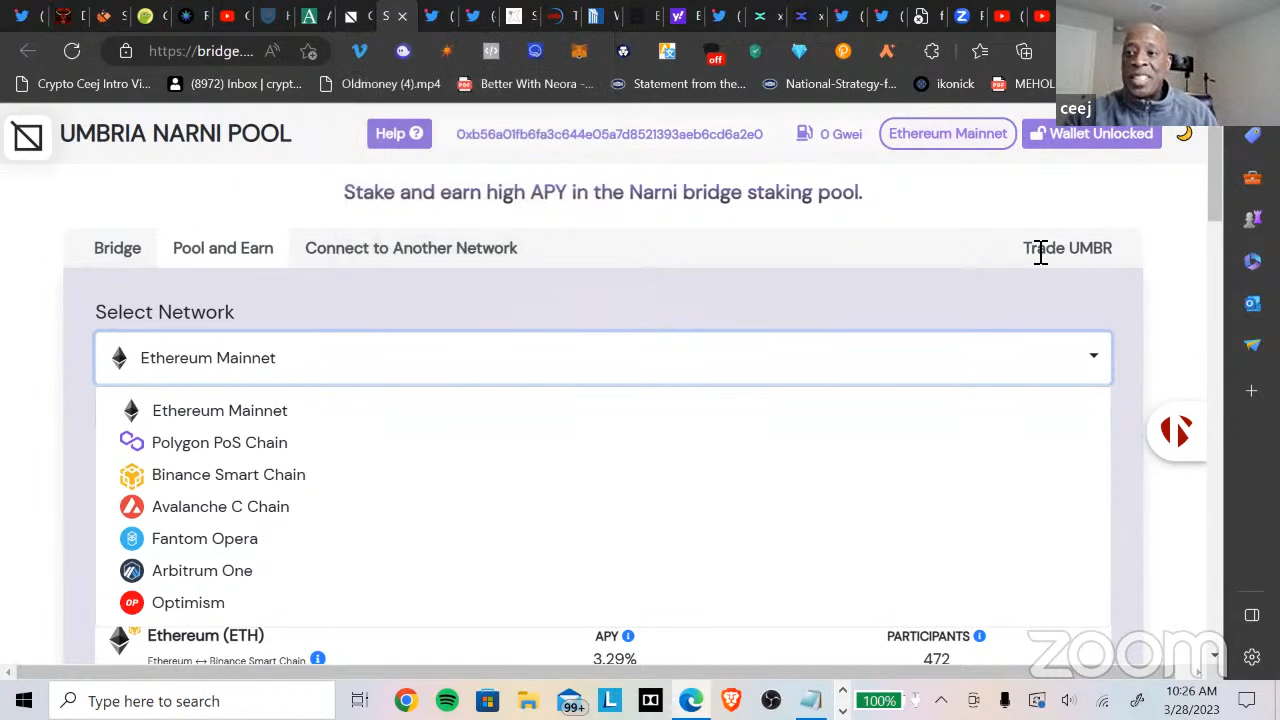 https://bridge....
off
Crypto Ceej Intro Vi...
(8972) Inbox | crypt...
Oldmoney (4).mp4
Better With Neora -...
Statement from the...
National-Strategy-f...
ikonick
MEHOL
ceej
UMBRIA NARNI POOL
Help
0xb56a01fb6fa3c644e05a7d8521393aeb6cd6a2e0
0 Gwei
Ethereum Mainnet
Wallet Unlocked
Stake and earn high APY in the Narni bridge staking pool.
Bridge
Pool and Earn
Connect to Another Network
Trade UMBR
Select Network
Ethereum Mainnet
Ethereum Mainnet
Polygon PoS Chain
Binance Smart Chain
Avalanche C Chain
Fantom Opera
Arbitrum One
OP Optimism
Ethereum (ETH)
APY
PARTICIPANTS
Ethereum ↔ Binance Smart Chain
3.29%
472
zoom
Type here to search
99+
100%
10:26 AM
3/28/2023